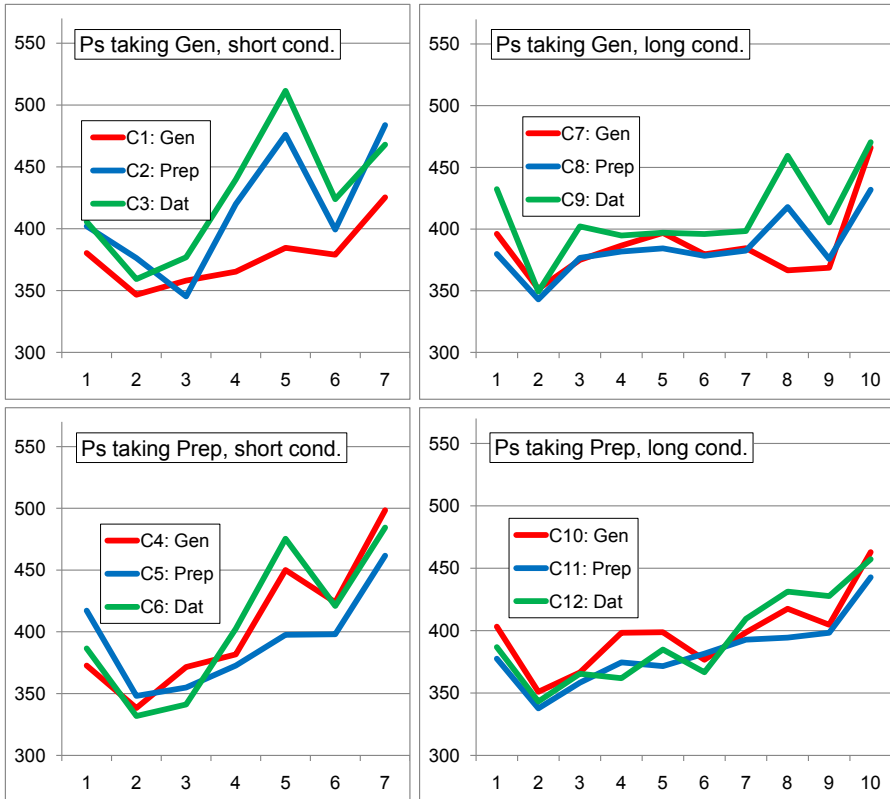 Ps taking Gen, short cond.
550
500
450
400
350
300
C1: Gen
C2: Prep
C3: Dat
1 2 3 4 5 6 7
Ps taking Gen, long cond.
550
500
450
400
350
300
C7: Gen
C8: Prep
C9: Dat
1 2 3 4 5 6 7 8 9 10
Ps taking Prep, short cond.
550
500
450
400
350
300
C4: Gen
C5: Prep
C6: Dat
1 2 3 4 5 6 7
Ps taking Prep, long cond.
550
500
450
400
350
300
C10: Gen
C11: Prep
C12: Dat
1 2 3 4 5 6 7 8 9 10